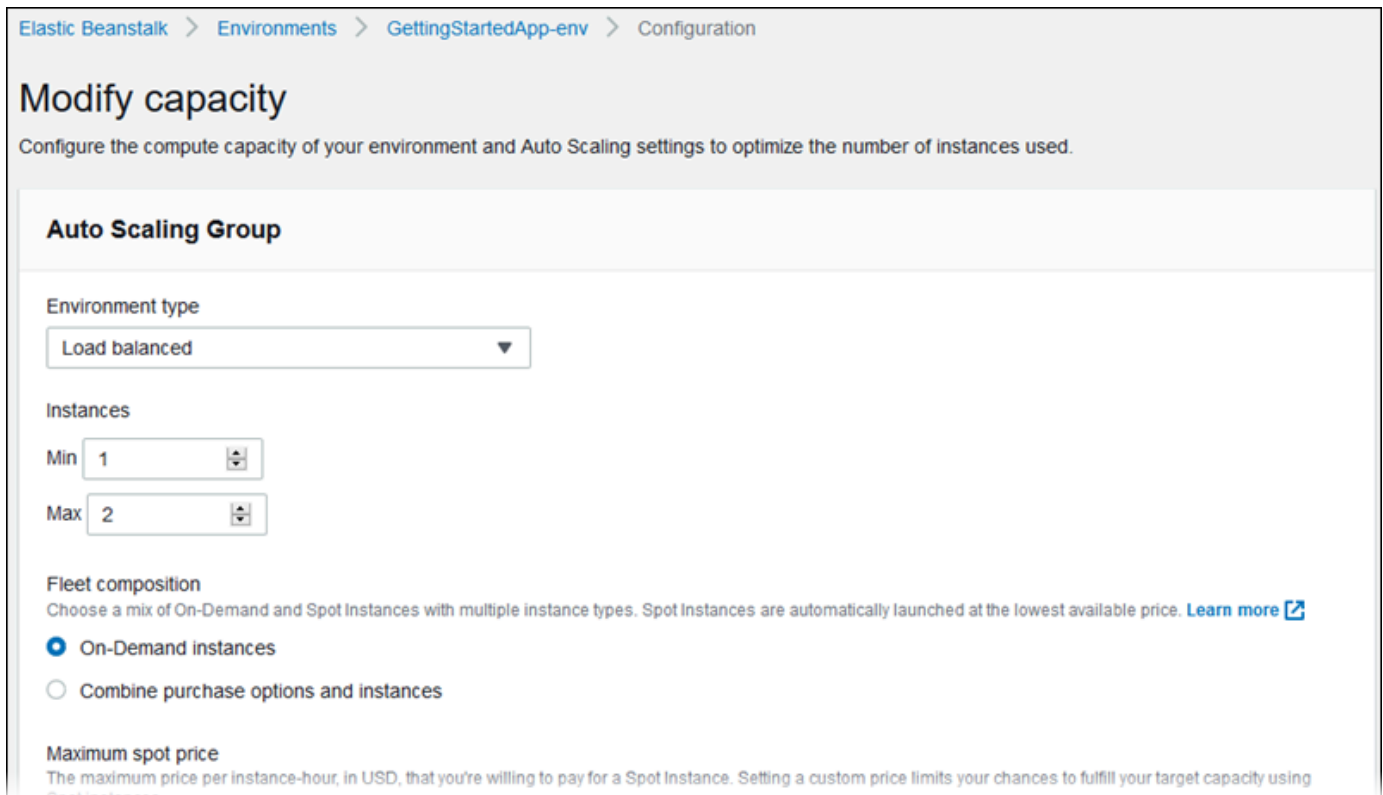 Elastic Beanstalk > Environments > GettingStartedApp-env > Configuration
Modify capacity
Configure the compute capacity of your environment and Auto Scaling settings to optimize the number of instances used.
Auto Scaling Group
Environment type
Load balanced
Instances
Min 1
Max 2
Fleet composition
Choose a mix of On-Demand and Spot Instances with multiple instance types. Spot Instances are automatically launched at the lowest available price. Learn more
On-Demand instances
Combine purchase options and instances
Maximum spot price
The maximum price per instance-hour, in USD, that you're willing to pay for a Spot Instance. Setting a custom price limits your chances to fulfill your target capacity using